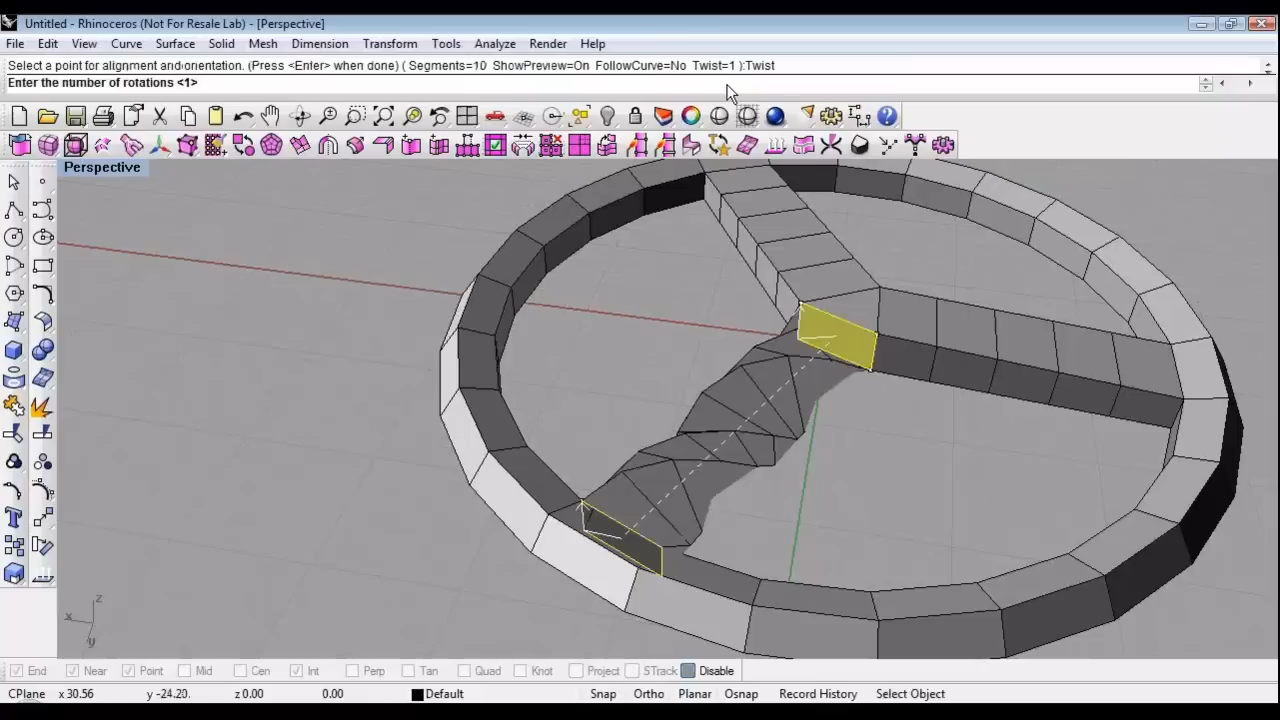 Untitled - Rhinoceros (Not For Resale Lab) - [Perspective]
File Edit View Curve Surface Solid Mesh Dimension Transform Tools Analyze Render Help
Select a point for alignment and orientation. (Press <Enter> when done) ( Segments=10 ShowPreview=On FollowCurve=No Twist=1 ):Twist
Enter the number of rotations <1>
Perspective
z
x
y
End Near Point Mid Cen Int Perp Tan Quad Knot Project STrack Disable
CPlane x 30.56 y -24.20 z 0.00 0.00 Default Snap Ortho Planar Osnap Record History Select Object